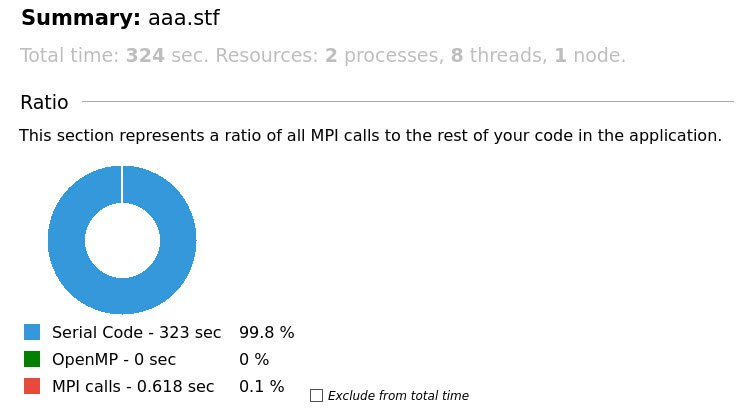 Summary: aaa.stf
Total time: 324 sec. Resources: 2 processes, 8 threads, 1 node.
Ratio
This section represents a ratio of all MPI calls to the rest of your code in the application.
Serial Code - 323 sec 99.8 %
OpenMP - 0 sec 0 %
MPI calls - 0.618 sec 0.1 %
Exclude from total time